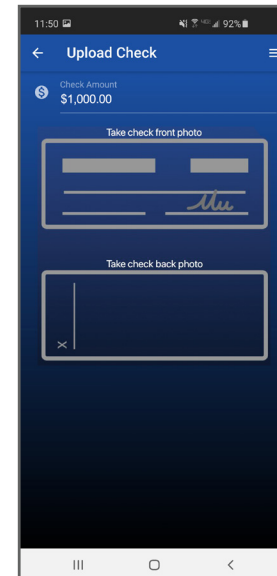 11:50 92%
Upload Check
Check Amount
$1,000.00
Take check front photo
Take check back photo
x